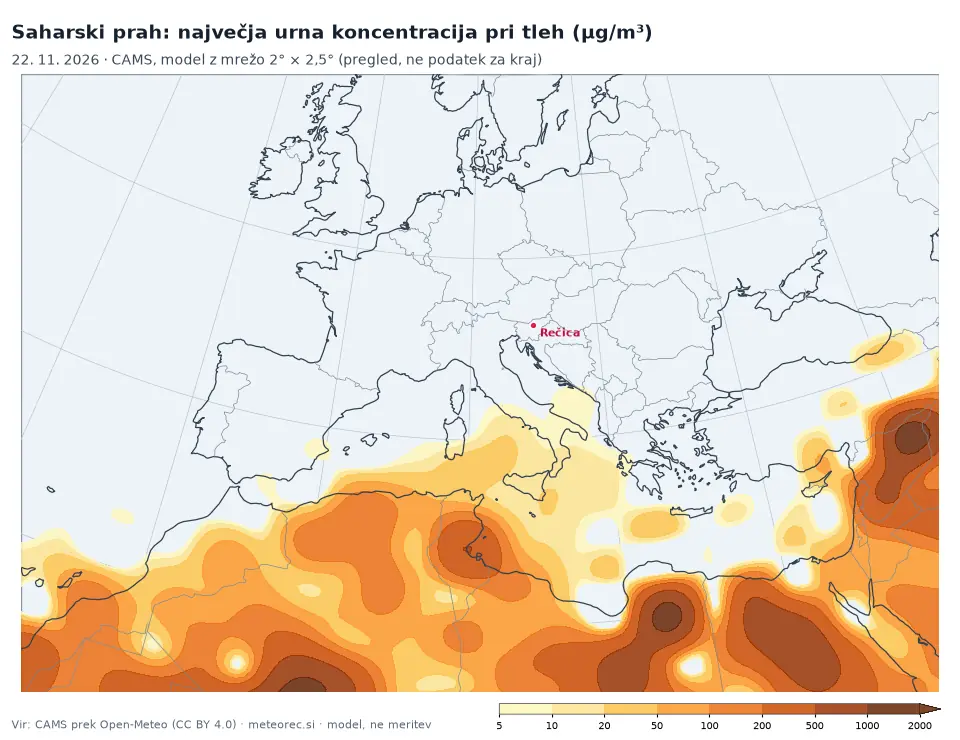 Saharski prah: največja urna koncentracija pri tleh (µg/m³)
22. 11. 2026 · CAMS, model z mrežo 2° × 2,5° (pregled, ne podatek za kraj)
Rečica
5 10 20 50 100 200 500 1000 2000
Vir: CAMS prek Open-Meteo (CC BY 4.0) · meteorec.si · model, ne meritev